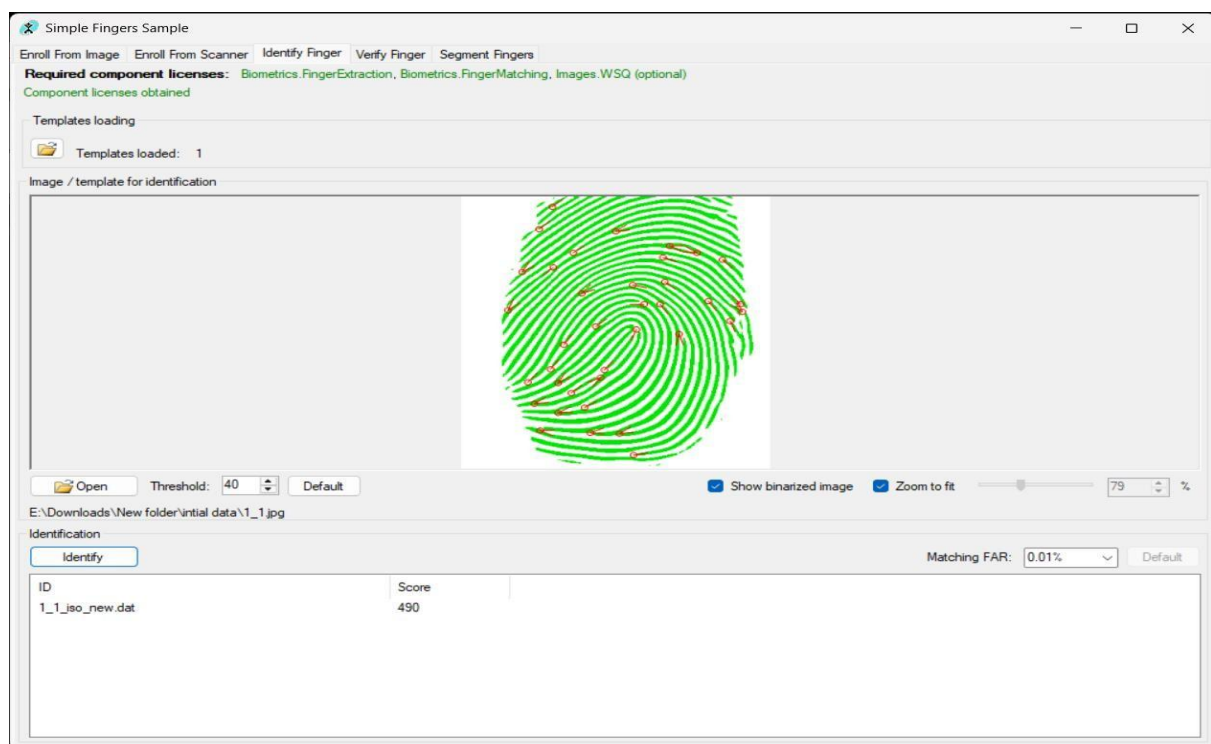 Simple Fingers Sample
Enroll From Image Enroll From Scanner Identify Finger Verify Finger Segment Fingers
Required component licenses: Biometrics.FingerExtraction, Biometrics.FingerMatching, Images.WSQ (optional)
Component licenses obtained
Templates loading
Templates loaded: 1
Image / template for identification
Open Threshold: 40 Default Show binarized image Zoom to fit 79 %
E:\Downloads\New folder\intial data\1_1.jpg
Identification
Identify Matching FAR: 0.01% Default
ID Score
1_1_iso_new.dat 490